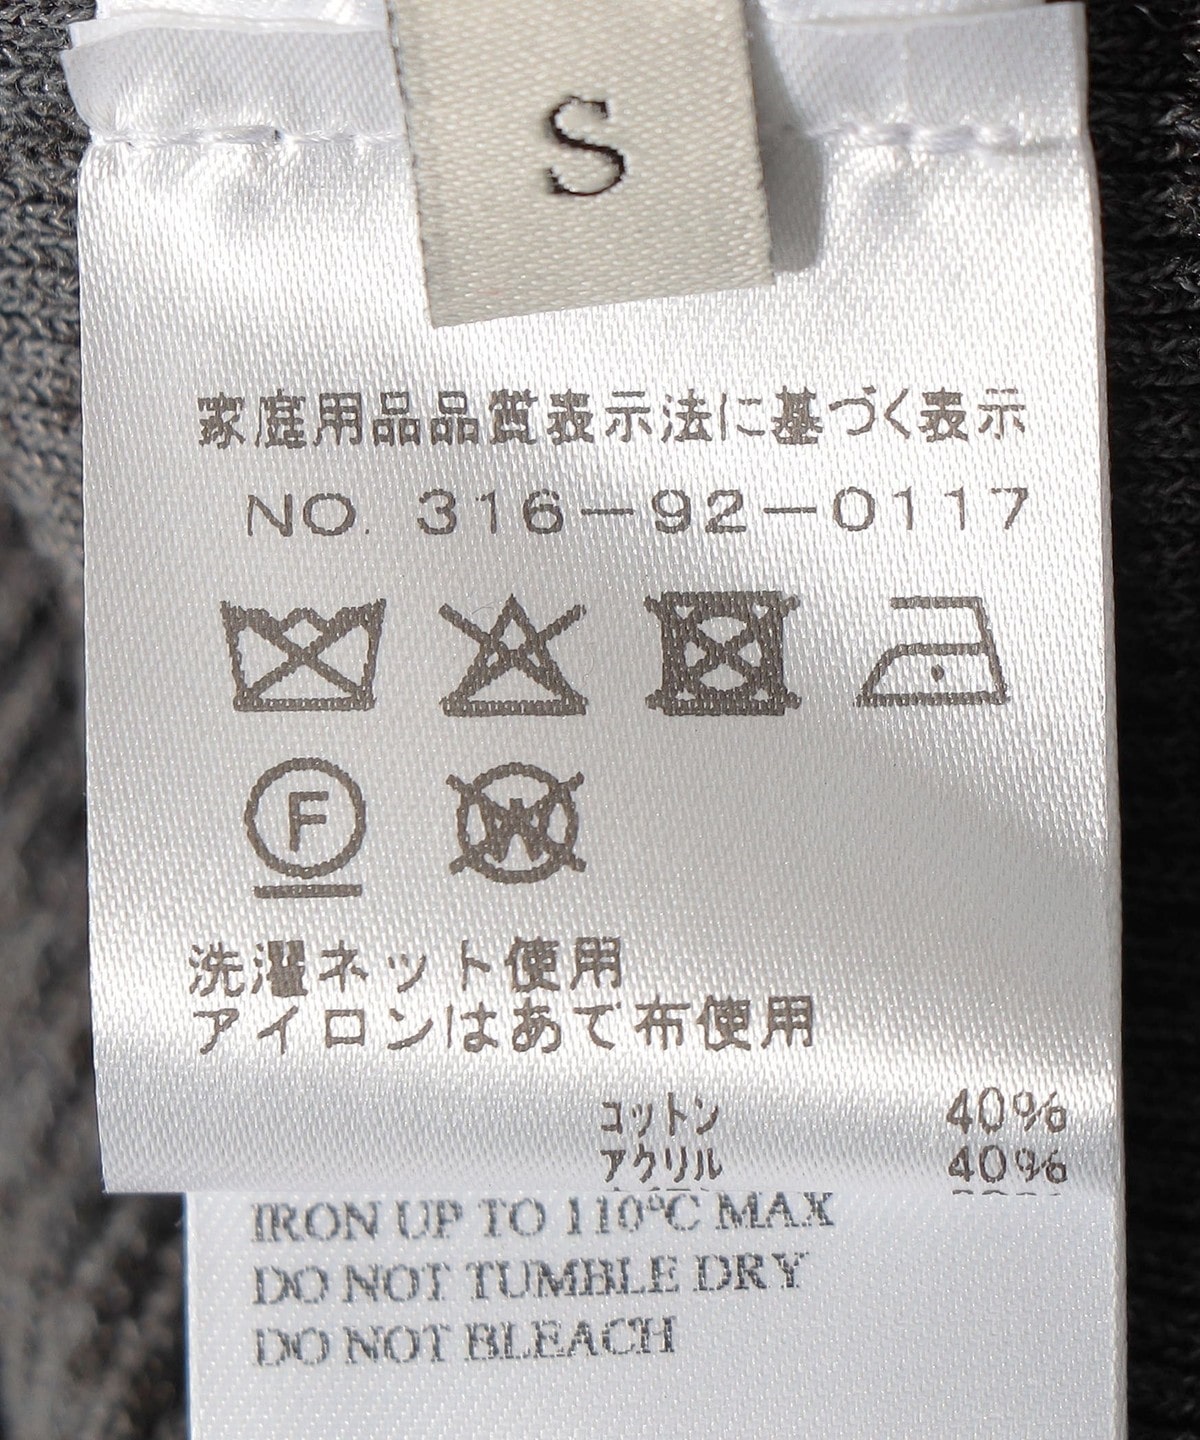 S
家庭用品品質表示法に基づく表示
NO. 316-92-0117
F
W
洗濯ネット使用
アイロンはあて布使用
コットン 40%
アクリル 40%
IRON UP TO 110°C MAX
DO NOT TUMBLE DRY
DO NOT BLEACH